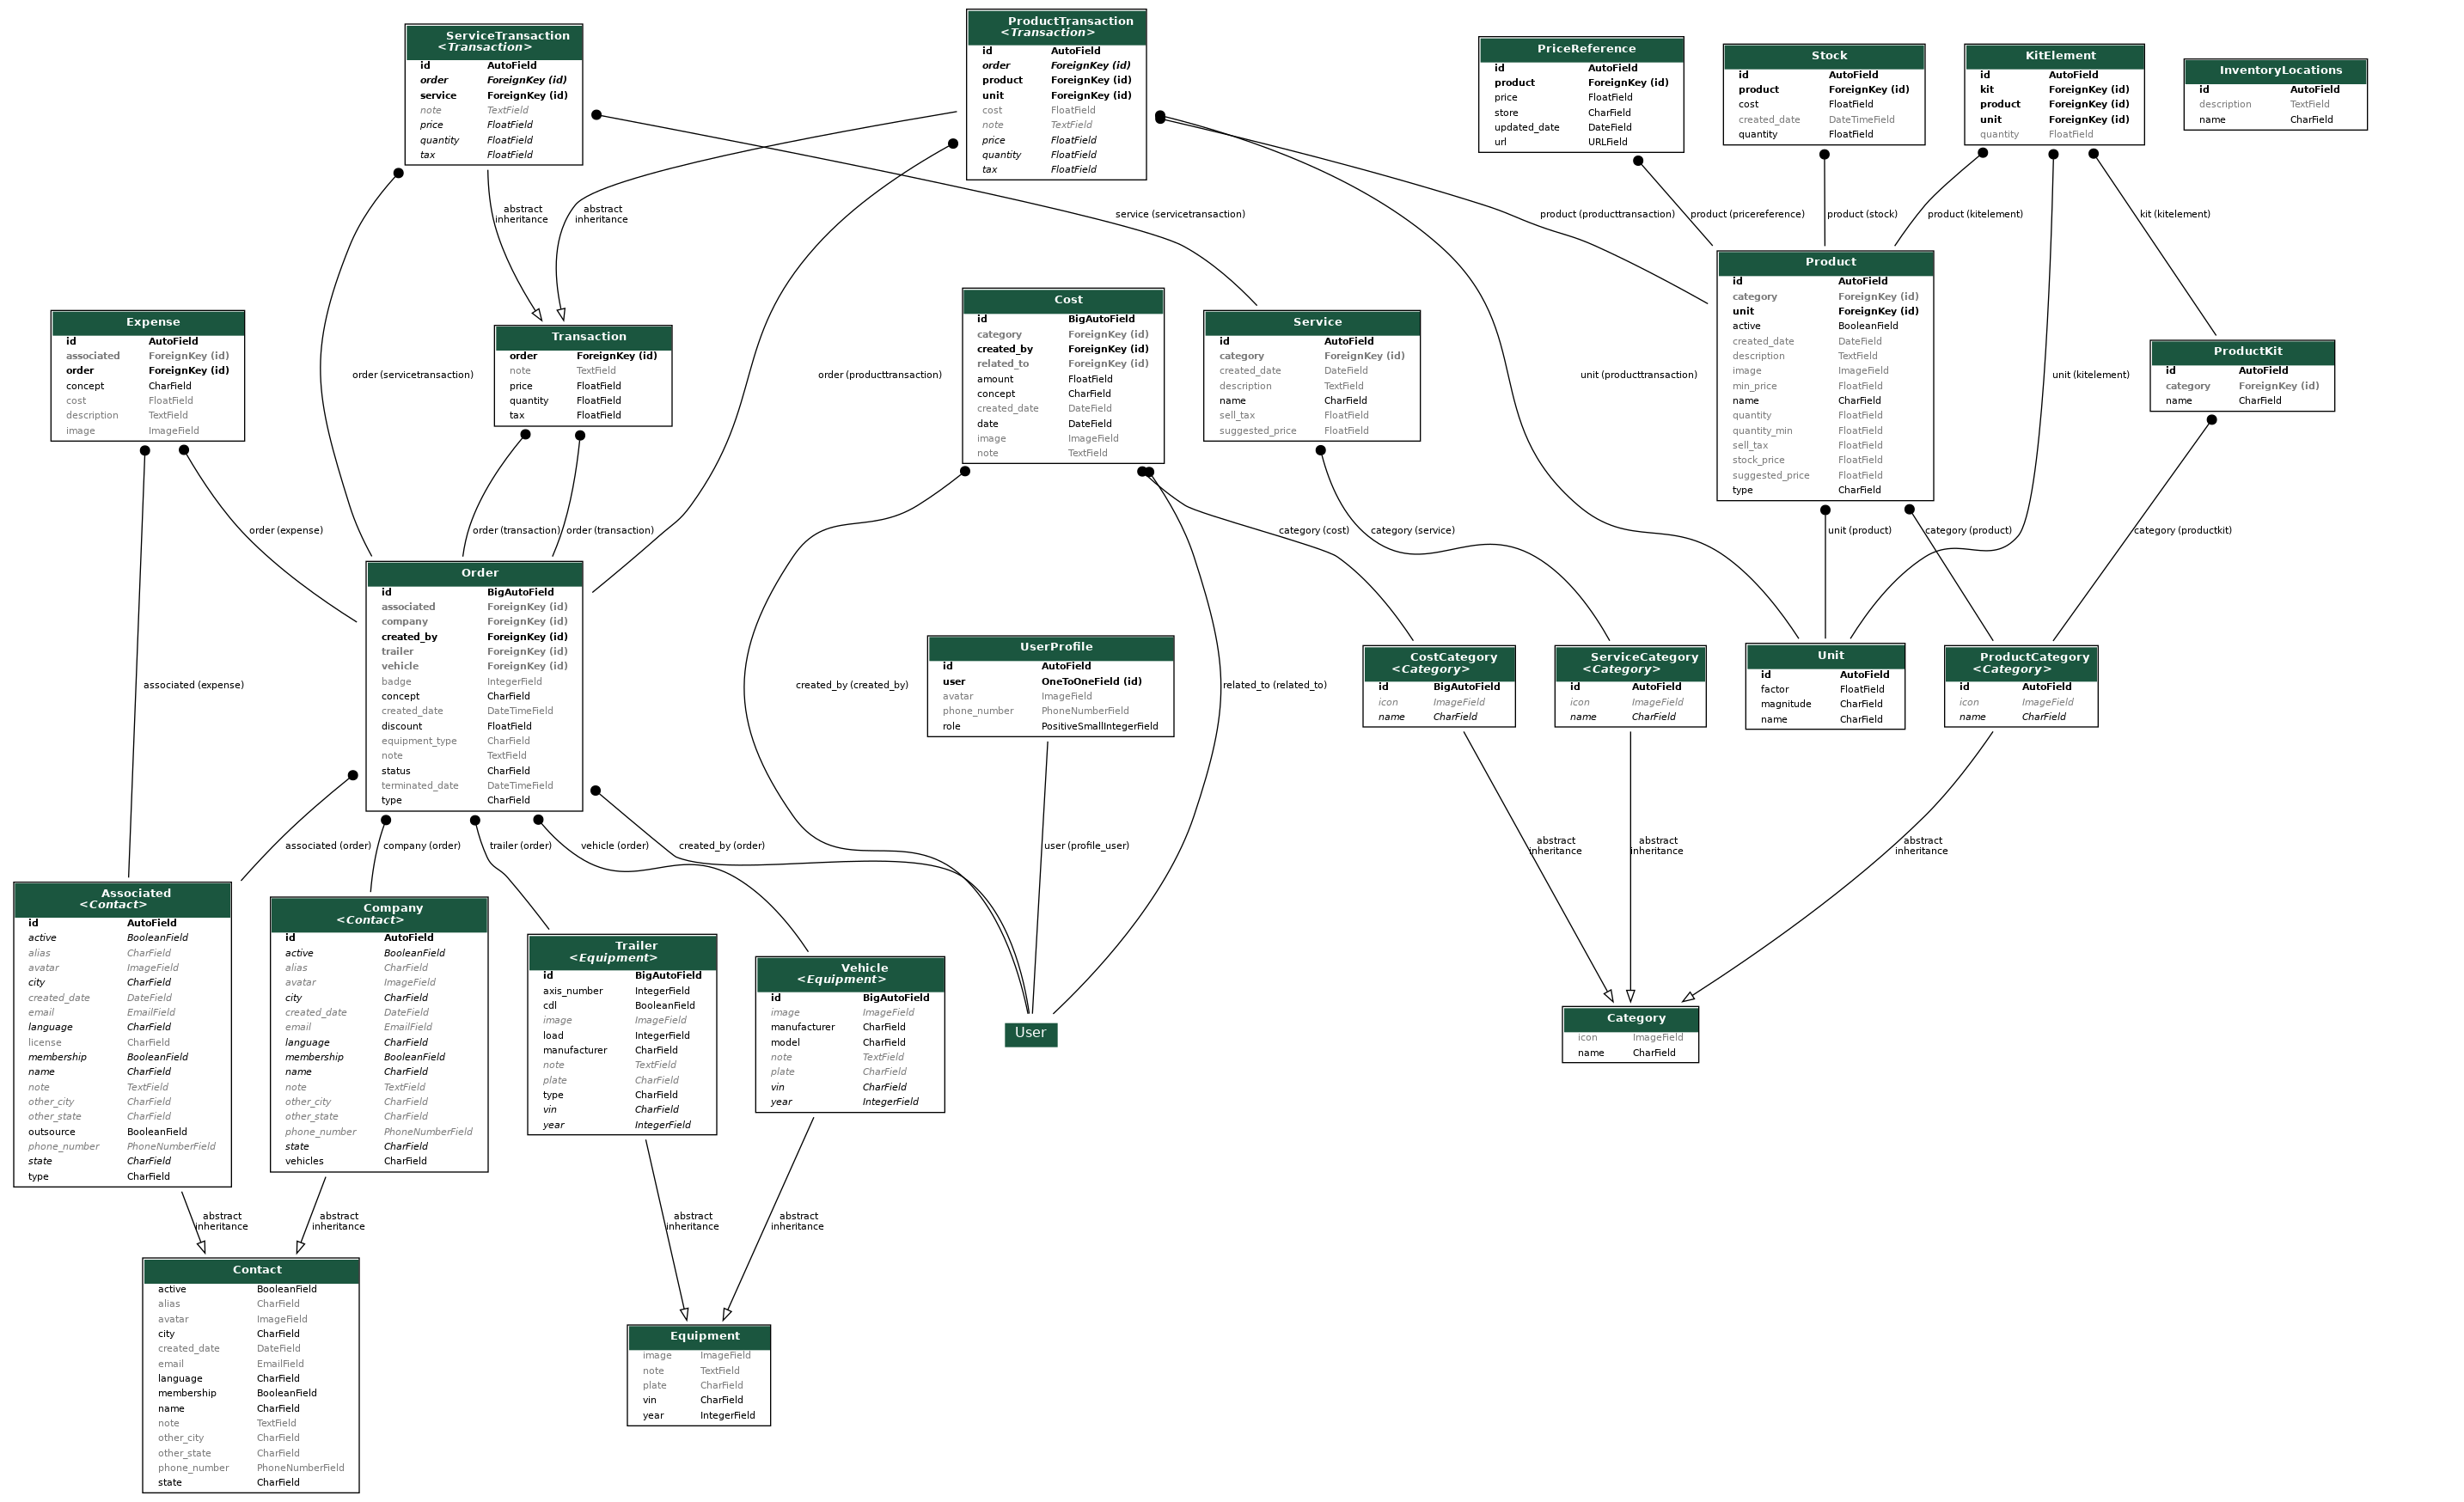 ServiceTransaction
<Transaction>
id AutoField
order ForeignKey (id)
service ForeignKey (id)
note TextField
price FloatField
quantity FloatField
tax FloatField
ProductTransaction
<Transaction>
id AutoField
order ForeignKey (id)
product ForeignKey (id)
unit ForeignKey (id)
cost FloatField
note TextField
price FloatField
quantity FloatField
tax FloatField
PriceReference
id AutoField
product ForeignKey (id)
price FloatField
store CharField
updated_date DateField
url URLField
Stock
id AutoField
product ForeignKey (id)
cost FloatField
created_date DateTimeField
quantity FloatField
KitElement
id AutoField
kit ForeignKey (id)
product ForeignKey (id)
unit ForeignKey (id)
quantity FloatField
InventoryLocations
id AutoField
description TextField
name CharField
abstract
inheritance
abstract
inheritance
service (servicetransaction)
product (producttransaction)
product (pricereference)
product (stock)
product (kitelement)
kit (kitelement)
Expense
id AutoField
associated ForeignKey (id)
order ForeignKey (id)
concept CharField
cost FloatField
description TextField
image ImageField
order (servicetransaction)
Transaction
order ForeignKey (id)
note TextField
price FloatField
quantity FloatField
tax FloatField
order (producttransaction)
Cost
id BigAutoField
category ForeignKey (id)
created_by ForeignKey (id)
related_to ForeignKey (id)
amount FloatField
concept CharField
created_date DateField
date DateField
image ImageField
note TextField
Service
id AutoField
category ForeignKey (id)
created_date DateField
description TextField
name CharField
sell_tax FloatField
suggested_price FloatField
unit (producttransaction)
Product
id AutoField
category ForeignKey (id)
unit ForeignKey (id)
active BooleanField
created_date DateField
description TextField
image ImageField
min_price FloatField
name CharField
quantity FloatField
quantity_min FloatField
sell_tax FloatField
stock_price FloatField
suggested_price FloatField
type CharField
unit (kitelement)
ProductKit
id AutoField
category ForeignKey (id)
name CharField
order (expense)
order (transaction)
order (transaction)
category (cost)
category (service)
unit (product)
category (product)
category (productkit)
associated (expense)
Order
id BigAutoField
associated ForeignKey (id)
company ForeignKey (id)
created_by ForeignKey (id)
trailer ForeignKey (id)
vehicle ForeignKey (id)
badge IntegerField
concept CharField
created_date DateTimeField
discount FloatField
equipment_type CharField
note TextField
status CharField
terminated_date DateTimeField
type CharField
created_by (created_by)
UserProfile
id AutoField
user OneToOneField (id)
avatar ImageField
phone_number PhoneNumberField
role PositiveSmallIntegerField
related_to (related_to)
CostCategory
<Category>
id BigAutoField
icon ImageField
name CharField
ServiceCategory
<Category>
id AutoField
icon ImageField
name CharField
Unit
id AutoField
factor FloatField
magnitude CharField
name CharField
ProductCategory
<Category>
id AutoField
icon ImageField
name CharField
associated (order)
company (order)
trailer (order)
vehicle (order)
created_by (order)
user (profile_user)
abstract
inheritance
abstract
inheritance
abstract
inheritance
Associated
<Contact>
id AutoField
active BooleanField
alias CharField
avatar ImageField
city CharField
created_date DateField
email EmailField
language CharField
license CharField
membership BooleanField
name CharField
note TextField
other_city CharField
other_state CharField
outsource BooleanField
phone_number PhoneNumberField
state CharField
type CharField
Company
<Contact>
id AutoField
active BooleanField
alias CharField
avatar ImageField
city CharField
created_date DateField
email EmailField
language CharField
membership BooleanField
name CharField
note TextField
other_city CharField
other_state CharField
phone_number PhoneNumberField
state CharField
vehicles CharField
Trailer
<Equipment>
id BigAutoField
axis_number IntegerField
cdl BooleanField
image ImageField
load IntegerField
manufacturer CharField
note TextField
plate CharField
type CharField
vin CharField
year IntegerField
Vehicle
<Equipment>
id BigAutoField
image ImageField
manufacturer CharField
model CharField
note TextField
plate CharField
vin CharField
year IntegerField
User
Category
icon ImageField
name CharField
abstract
inheritance
abstract
inheritance
abstract
inheritance
abstract
inheritance
Contact
active BooleanField
alias CharField
avatar ImageField
city CharField
created_date DateField
email EmailField
language CharField
membership BooleanField
name CharField
note TextField
other_city CharField
other_state CharField
phone_number PhoneNumberField
state CharField
Equipment
image ImageField
note TextField
plate CharField
vin CharField
year IntegerField